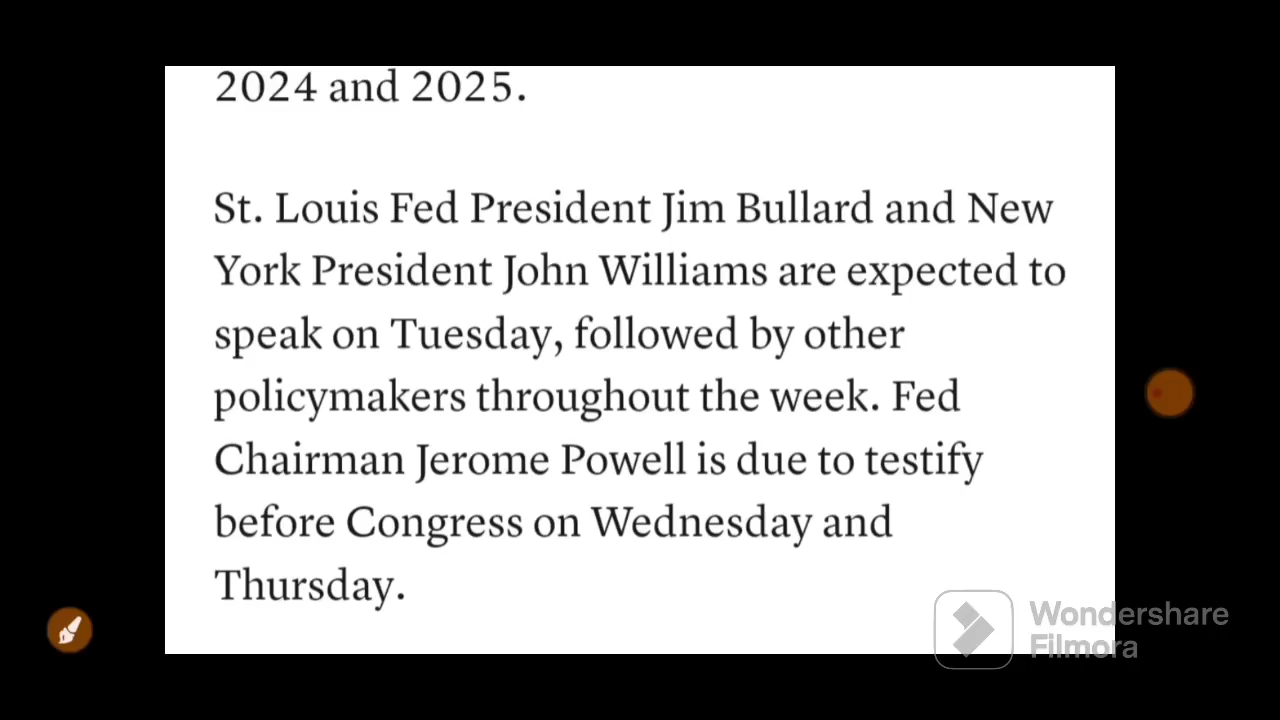 2024 and 2025.
St. Louis Fed President Jim Bullard and New
York President John Williams are expected to
speak on Tuesday, followed by other
policymakers throughout the week. Fed
Chairman Jerome Powell is due to testify
before Congress on Wednesday and
Thursday.
Wondershare
Filmora